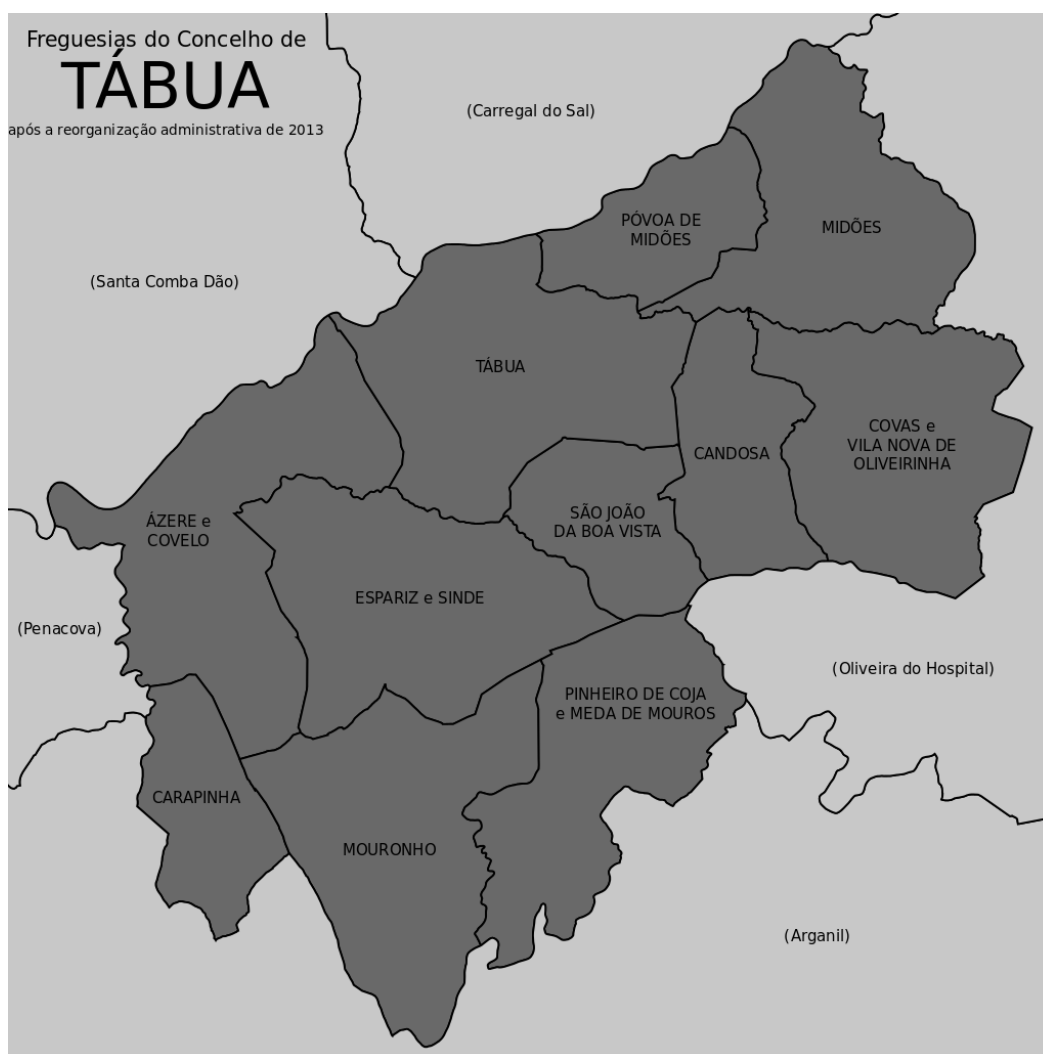 Freguesias do Concelho de
TÁBUA
após a reorganização administrativa de 2013
(Carregal do Sal)
PÓVOA DE
MIDÕES
MIDÕES
(Santa Comba Dão)
TÁBUA
COVAS e
VILA NOVA DE
OLIVEIRINHA
CANDOSA
ÁZERE e
COVELO
SÃO JOÃO
DA BOA VISTA
ESPARIZ e SINDE
(Penacova)
(Oliveira do Hospital)
PINHEIRO DE COJA
e MEDA DE MOUROS
CARAPINHA
MOURONHO
(Arganil)